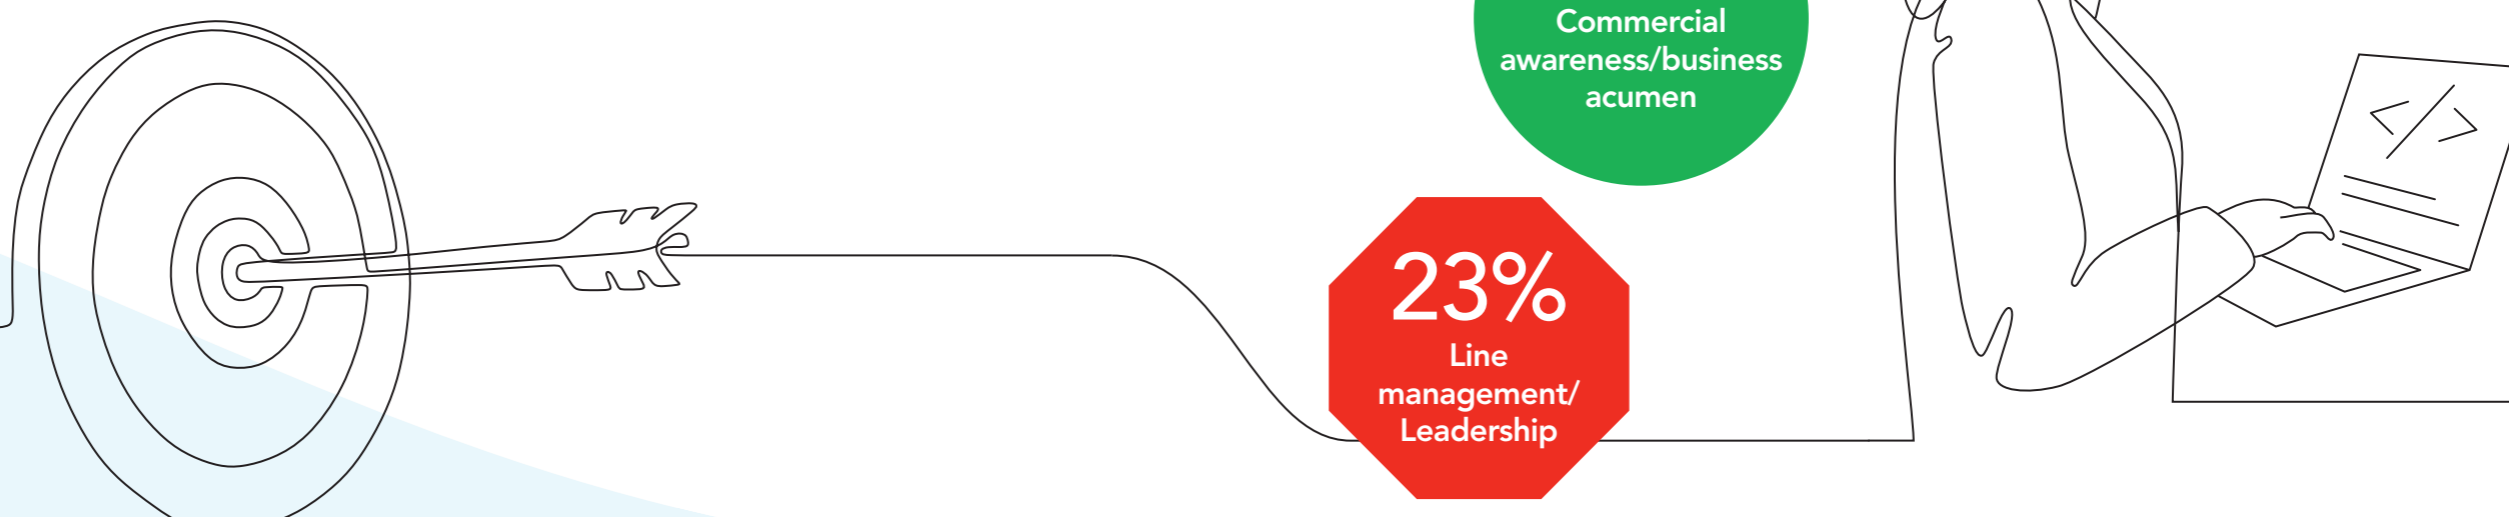 Commercial
awareness/business
acumen
23%
Line
management/
Leadership